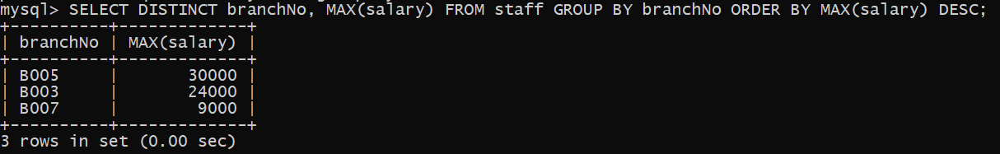 mysql> SELECT DISTINCT branchNo, MAX(salary) FROM staff GROUP BY branchNo ORDER BY MAX(salary) DESC;
+----------+-------------+
| branchNo | MAX(salary) |
+----------+-------------+
| B005     |       30000 |
| B003     |       24000 |
| B007     |        9000 |
+----------+-------------+
3 rows in set (0.00 sec)